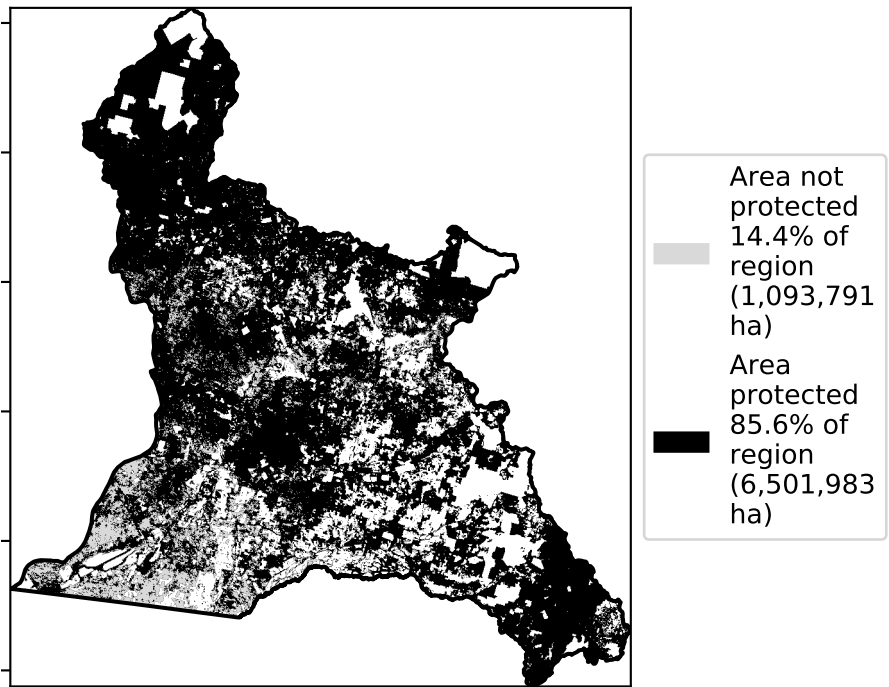 Area not
protected
14.4% of
region
(1,093,791
ha)
Area
protected
85.6% of
region
(6,501,983
ha)